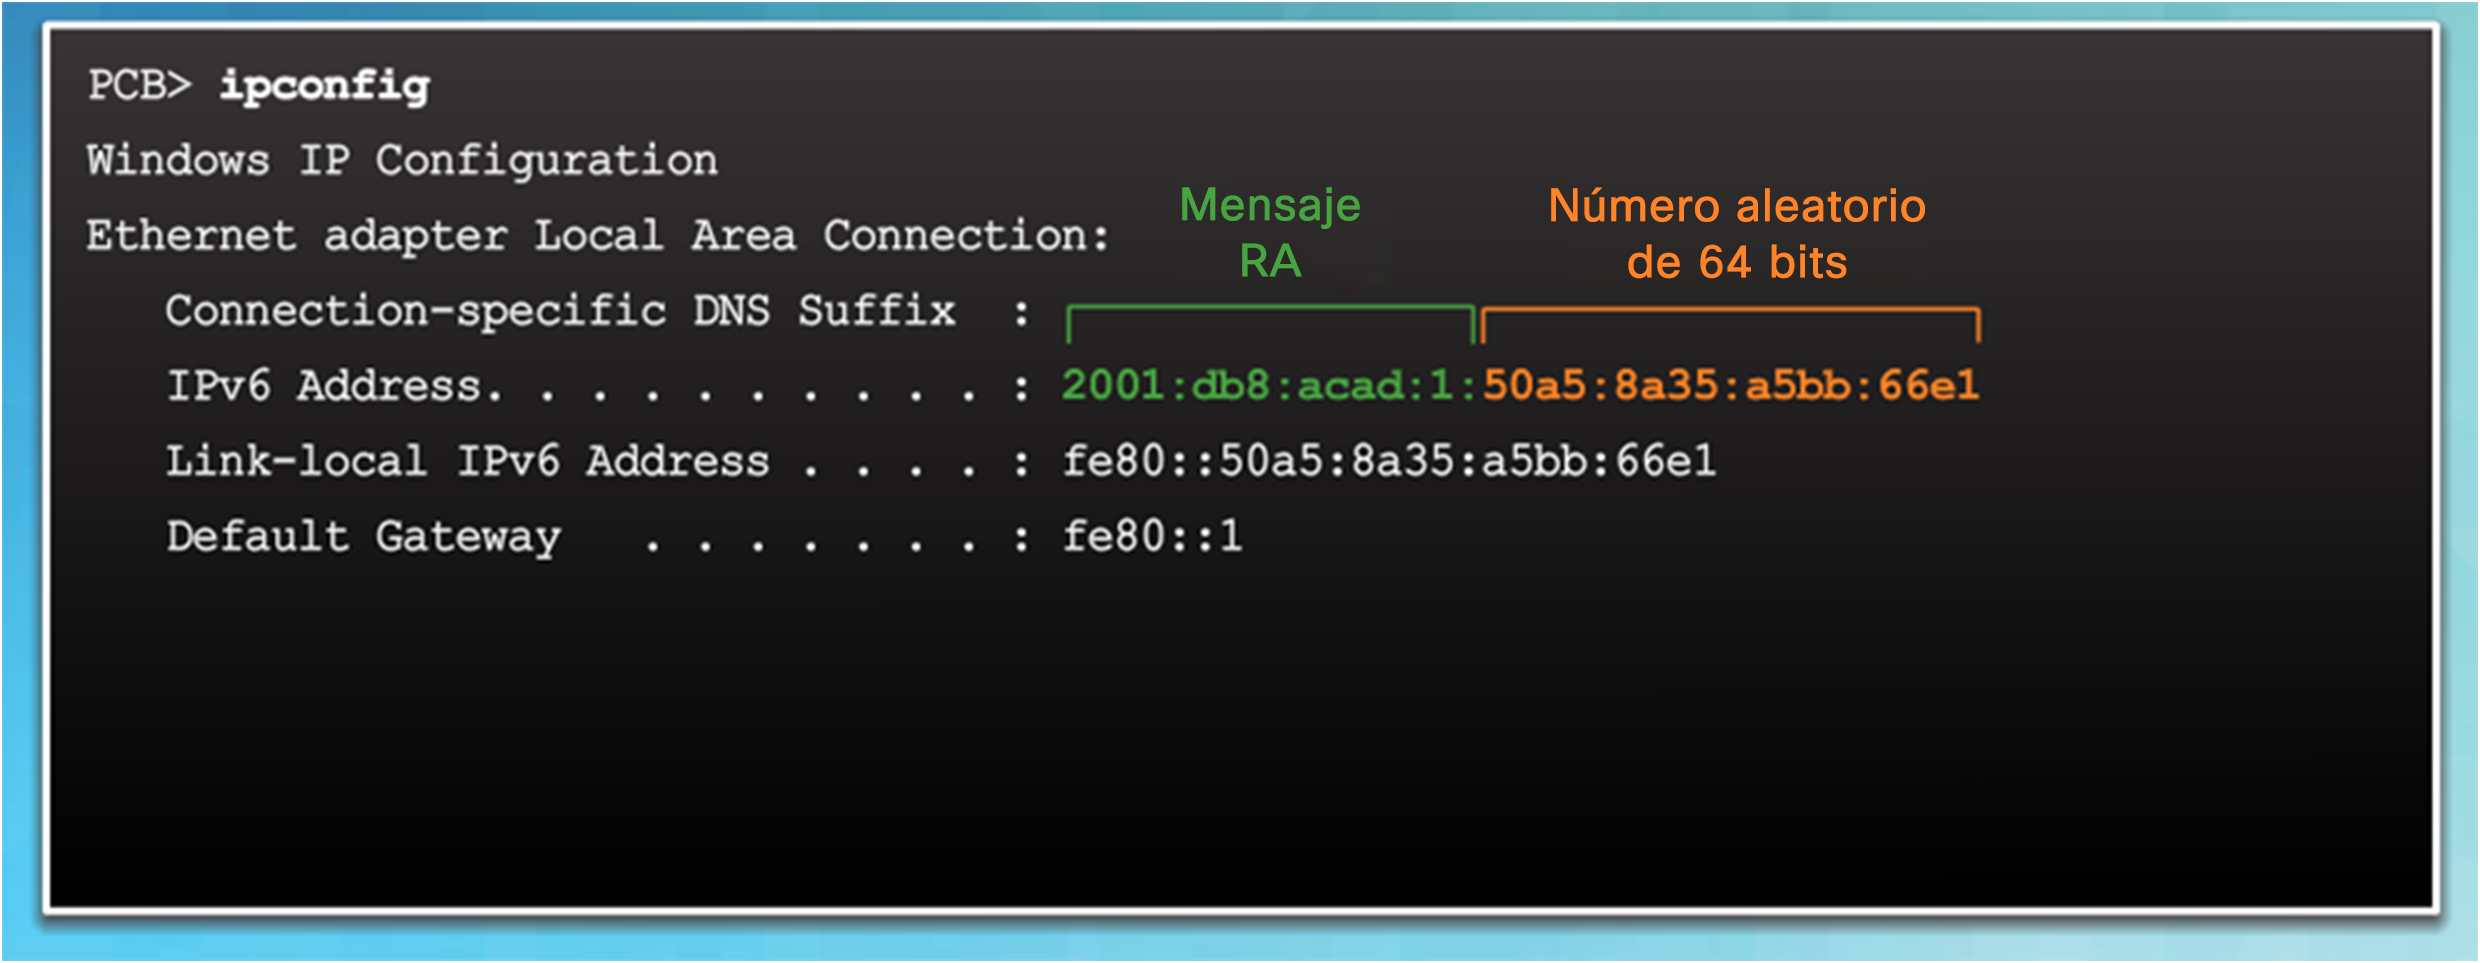 PCB> ipconfig
Windows IP Configuration
Ethernet adapter Local Area Connection:
Mensaje
RA
Número aleatorio
de 64 bits
Connection-specific DNS Suffix :
IPv6 Address. . . . . . . . . . : 2001:db8:acad:1:50a5:8a35:a5bb:66e1
Link-local IPv6 Address . . . . : fe80::50a5:8a35:a5bb:66e1
Default Gateway . . . . . . . : fe80::1